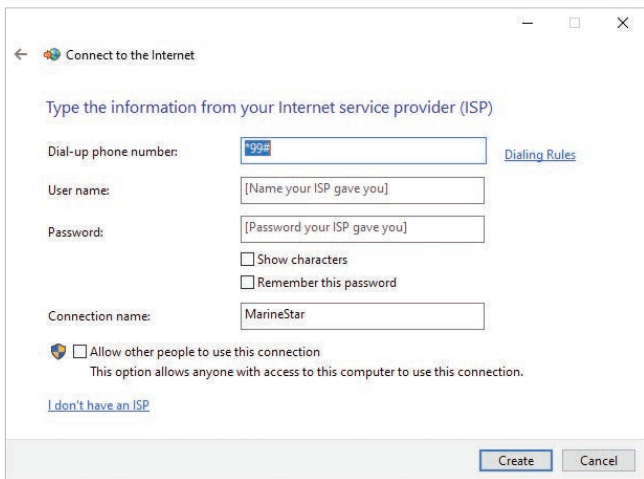 Connect to the Internet
Type the information from your Internet service provider (ISP)
Dial-up phone number:
*99#
Dialing Rules
User name:
[Name your ISP gave you]
Password:
[Password your ISP gave you]
Show characters
Remember this password
Connection name:
MarineStar
Allow other people to use this connection
This option allows anyone with access to this computer to use this connection.
I don't have an ISP
Create
Cancel